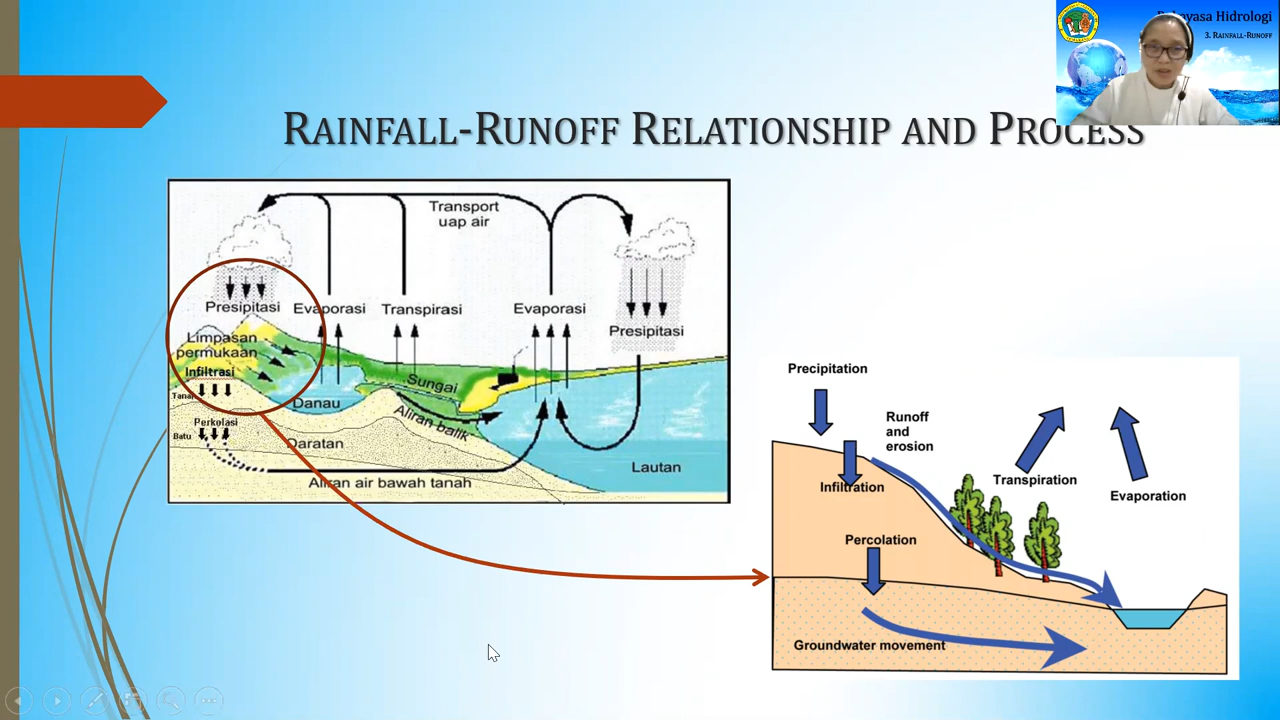 Rekayasa Hidrologi
3. RAINFALL-RUNOFF
RAINFALL-RUNOFF RELATIONSHIP AND PROCESS
Transport
uap air
Presipitasi
Evaporasi
Transpirasi
Evaporasi
Presipitasi
Limpasan
permukaan
Infiltrasi
Sungai
Danau
Aliran balik
Perkolasi
Batu
Daratan
Lautan
Aliran air bawah tanah
Precipitation
Runoff
and
erosion
Infiltration
Transpiration
Evaporation
Percolation
Groundwater movement